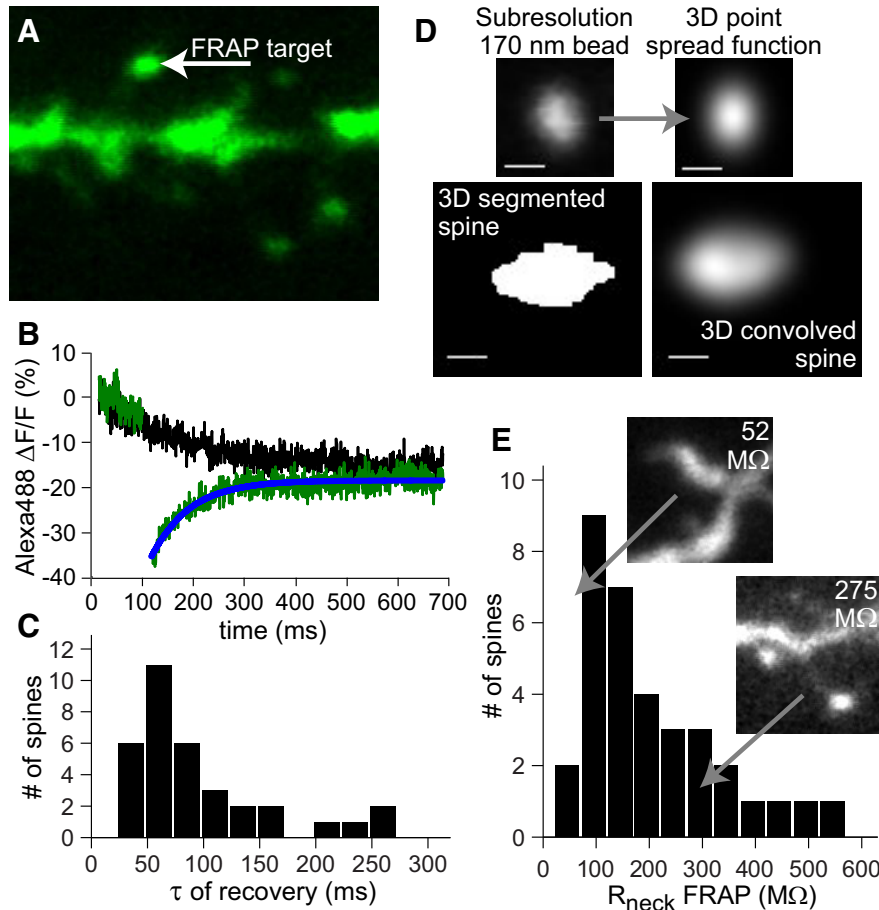 A
FRAP target
B
Alexa488 ΔF/F (%)
10
0
-10
-20
-30
-40
0 100 200 300 400 500 600 700
time (ms)
C
# of spines
12
10
8
6
4
2
0
0 50 100 150 200 250 300
τ of recovery (ms)
D
Subresolution
170 nm bead
3D point
spread function
3D segmented
spine
3D convolved
spine
E
52
MΩ
275
MΩ
# of spines
10
8
6
4
2
0
0 100 200 300 400 500 600
Rneck FRAP (MΩ)